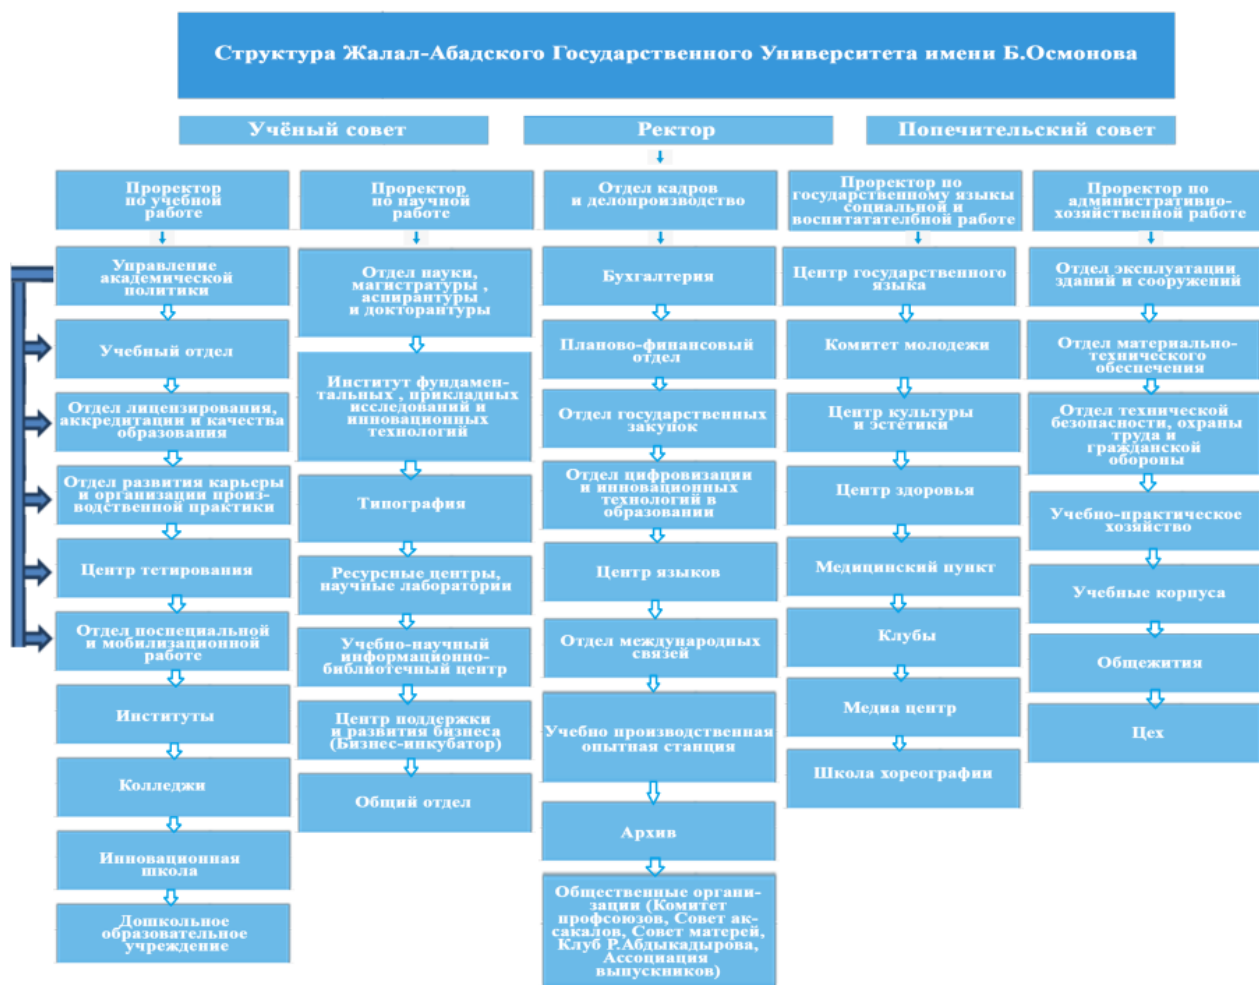 Структура Жалал-Абадского Государственного Университета имени Б.Осмонова
Учёный совет
Ректор
Попечительский совет
Проректор
по учебной
работе
Управление
академической
политики
Учебный отдел
Отдел лицензирования,
аккредитации и качества
образования
Отдел развития карьеры
и организации произ-
водственной практики
Центр тетирования
Отдел поспециальной
и мобилизационной
работе
Институты
Колледжи
Инновационная
школа
Дошкольное
образовательное
учреждение
Проректор
по научной
работе
Отдел науки,
магистратуры ,
аспирантуры
и докторантуры
Институт фундамен-
тальных , прикладных
исследований и
инновационных
технологий
Типография
Ресурсные центры,
научные лаборатории
Учебно-научный
информационно-
библиотечный центр
Центр поддержки
и развития бизнеса
(Бизнес-инкубатор)
Общий отдел
Отдел кадров
и делопроизводство
Бухгалтерия
Планово-финансовый
отдел
Отдел государственных
закупок
Отдел цифровизации
и инновационных
технологий в
образовании
Центр языков
Отдел международных
связей
Учебно производственная
опытная станция
Архив
Общественные органи-
зации (Комитет
профсоюзов, Совет ак-
сакалов, Совет матерей,
Клуб Р.Абдыкадырова,
Ассоциация
выпускников)
Проректор по
государственному языкы
социальной и
воспитатателбной работе
Центр государственного
языка
Комитет молодежи
Центр культуры
и эстетики
Центр здоровья
Медицинский пункт
Клубы
Медиа центр
Школа хореографии
Проректор по
административно-
хозяйственной работе
Отдел эксплуатации
зданий и сооружений
Отдел материально-
технического
обеспечения
Отдел технической
безопасности, охраны
труда и
гражданской
обороны
Учебно-практическое
хозяйство
Учебные корпуса
Общежития
Цех